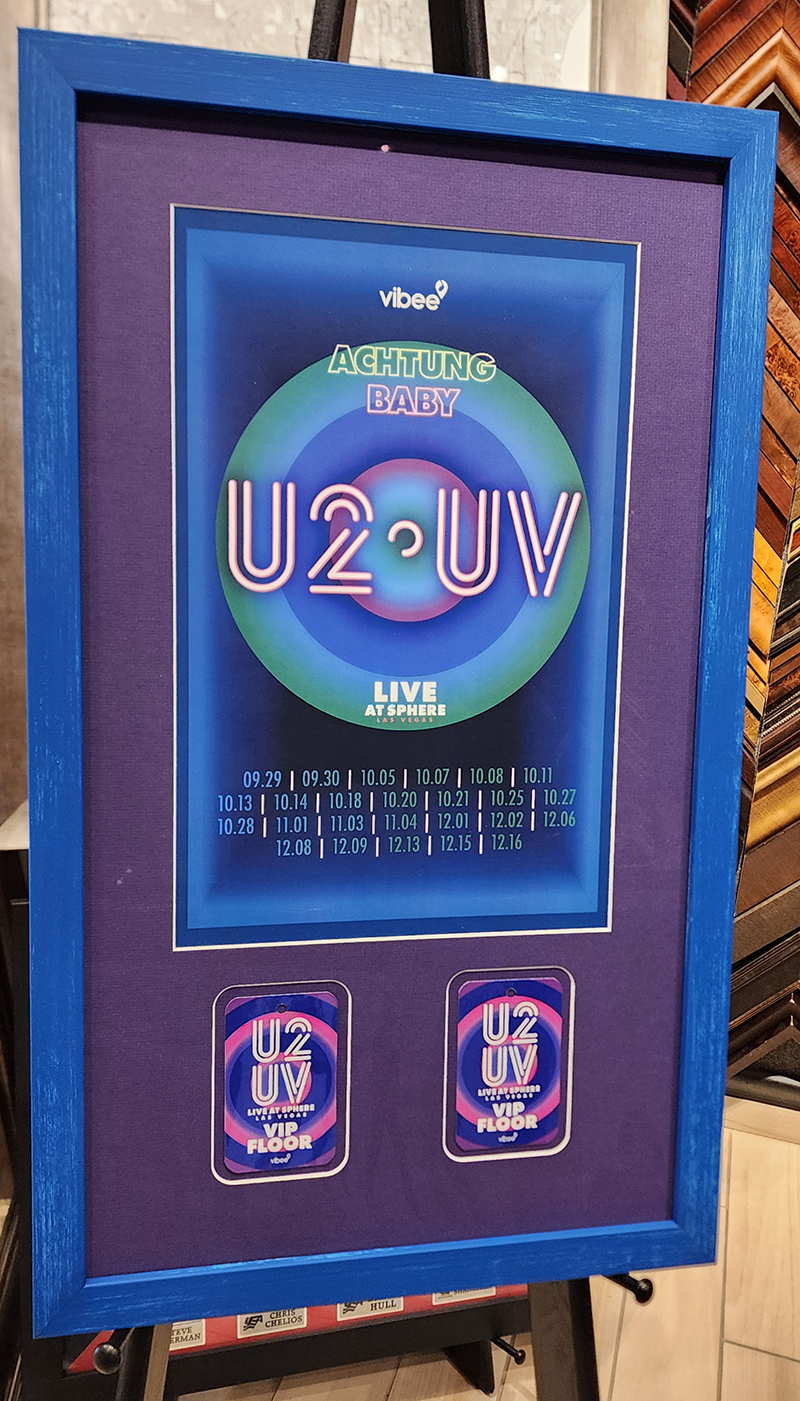 vibee
ACHTUNG
BABY
U2 UV
LIVE
AT SPHERE
LAS VEGAS
09.29 | 09.30 | 10.05 | 10.07 | 10.08 | 10.11
10.13 | 10.14 | 10.18 | 10.20 | 10.21 | 10.25 | 10.27
10.28 | 11.01 | 11.03 | 11.04 | 12.01 | 12.02 | 12.06
12.08 | 12.09 | 12.13 | 12.15 | 12.16
U2
UV
LIVE AT SPHERE
LAS VEGAS
VIP
FLOOR
vibee
U2
UV
LIVE AT SPHERE
LAS VEGAS
VIP
FLOOR
vibee
USA
CHRIS
CHELIOS
HULL